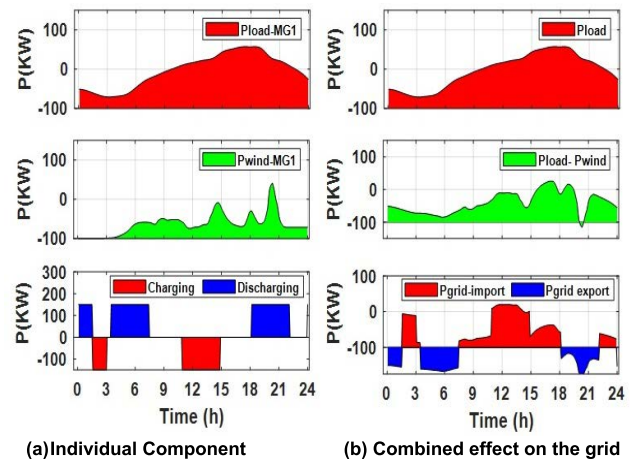 Pload-MG1
P(KW)
100
0
-100
Pload
P(KW)
100
0
-100
Pwind-MG1
P(KW)
100
0
-100
Pload- Pwind
P(KW)
100
0
-100
Charging Discharging
P(KW)
300
200
100
0
-100
0 3 6 9 12 15 18 21 24
Time (h)
Pgrid-import Pgrid export
P(KW)
100
0
-100
0 3 6 9 12 15 18 21 24
Time (h)
(a)Individual Component
(b) Combined effect on the grid